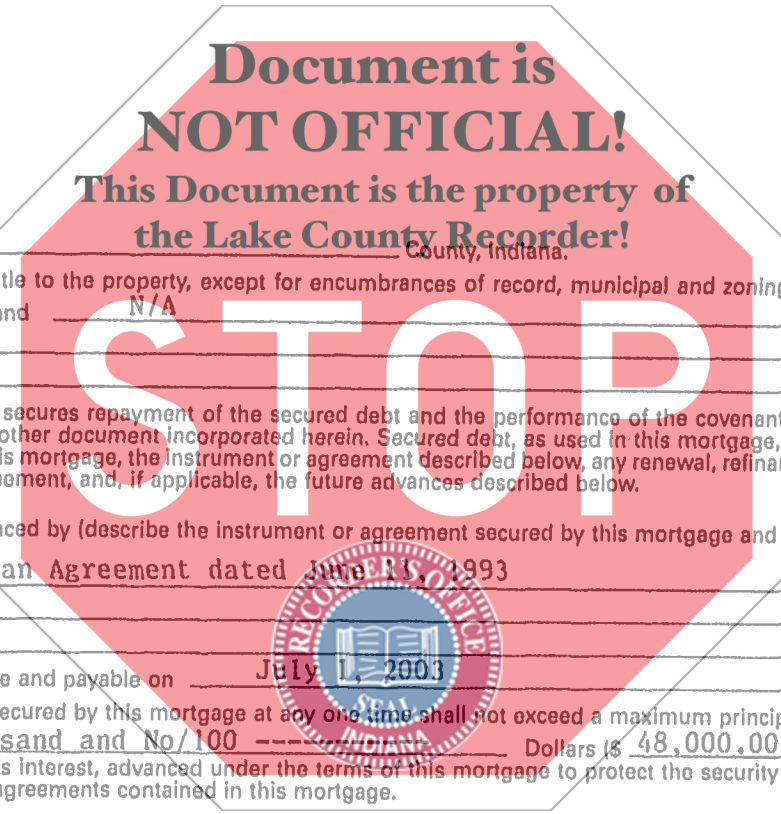 Document is
NOT OFFICIAL!
This Document is the property of
the Lake County Recorder!
County, Indiana.
tle to the property, except for encumbrances of record, municipal and zoning
and N/A
STOP
secures repayment of the secured debt and the performance of the covenant
other document incorporated herein. Secured debt, as used in this mortgage,
is mortgage, the instrument or agreement described below, any renewal, refinan
ement, and, if applicable, the future advances described below.
nced by (describe the instrument or agreement secured by this mortgage and
an Agreement dated June 11, 1993
RECORDER'S OFFICE
e and payable on July 1, 2003
SEAL
INDIANA
ecured by this mortgage at any one time shall not exceed a maximum princip
sand and No/100 ---------------- Dollars ($ 48,000.00
s interest, advanced under the terms of this mortgage to protect the security
agreements contained in this mortgage.